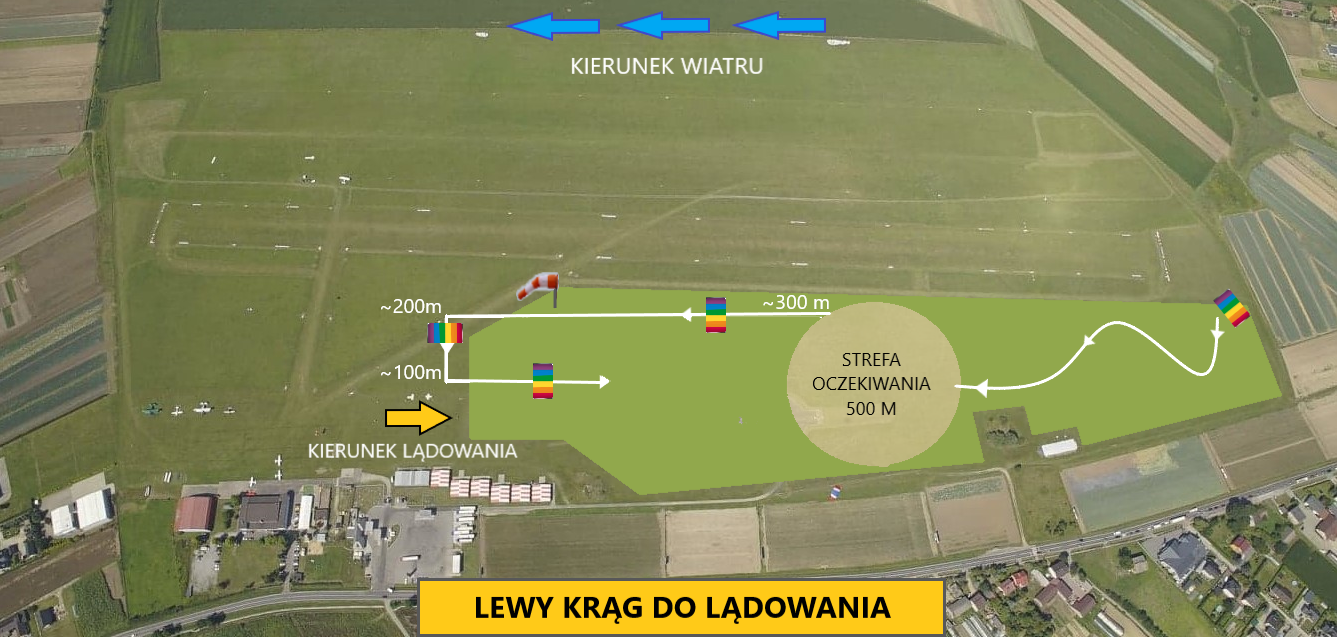 KIERUNEK WIATRU
~200m
~300 m
~100m
STREFA
OCZEKIWANIA
500 M
KIERUNEK LĄDOWANIA
LEWY KRĄG DO LĄDOWANIA